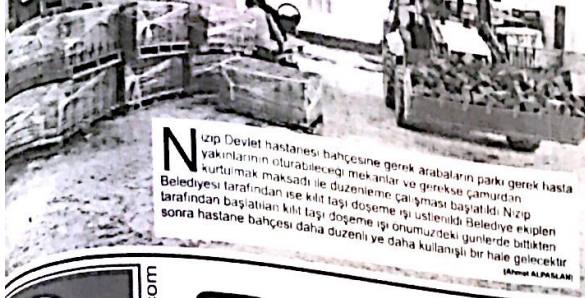 Nizip Devlet hastanesi bahçesine gerek arabaların parkı gerek hasta
yakınlarının oturabileceği mekanlar ve gerekse çamurdan
kurtulmak maksadı ile düzenleme çalışması başlatıldı Nizip
Belediyesi tarafından ise kilit taşı döşeme işi üstlenildi Belediye ekipleri
tarafından başlatılan kilit taşı döşeme işi önümüzdeki günlerde bittikten
sonra hastane bahçesi daha düzenli ve daha kullanışlı bir hale gelecektir
(Ahmet ALPASLAN)
com